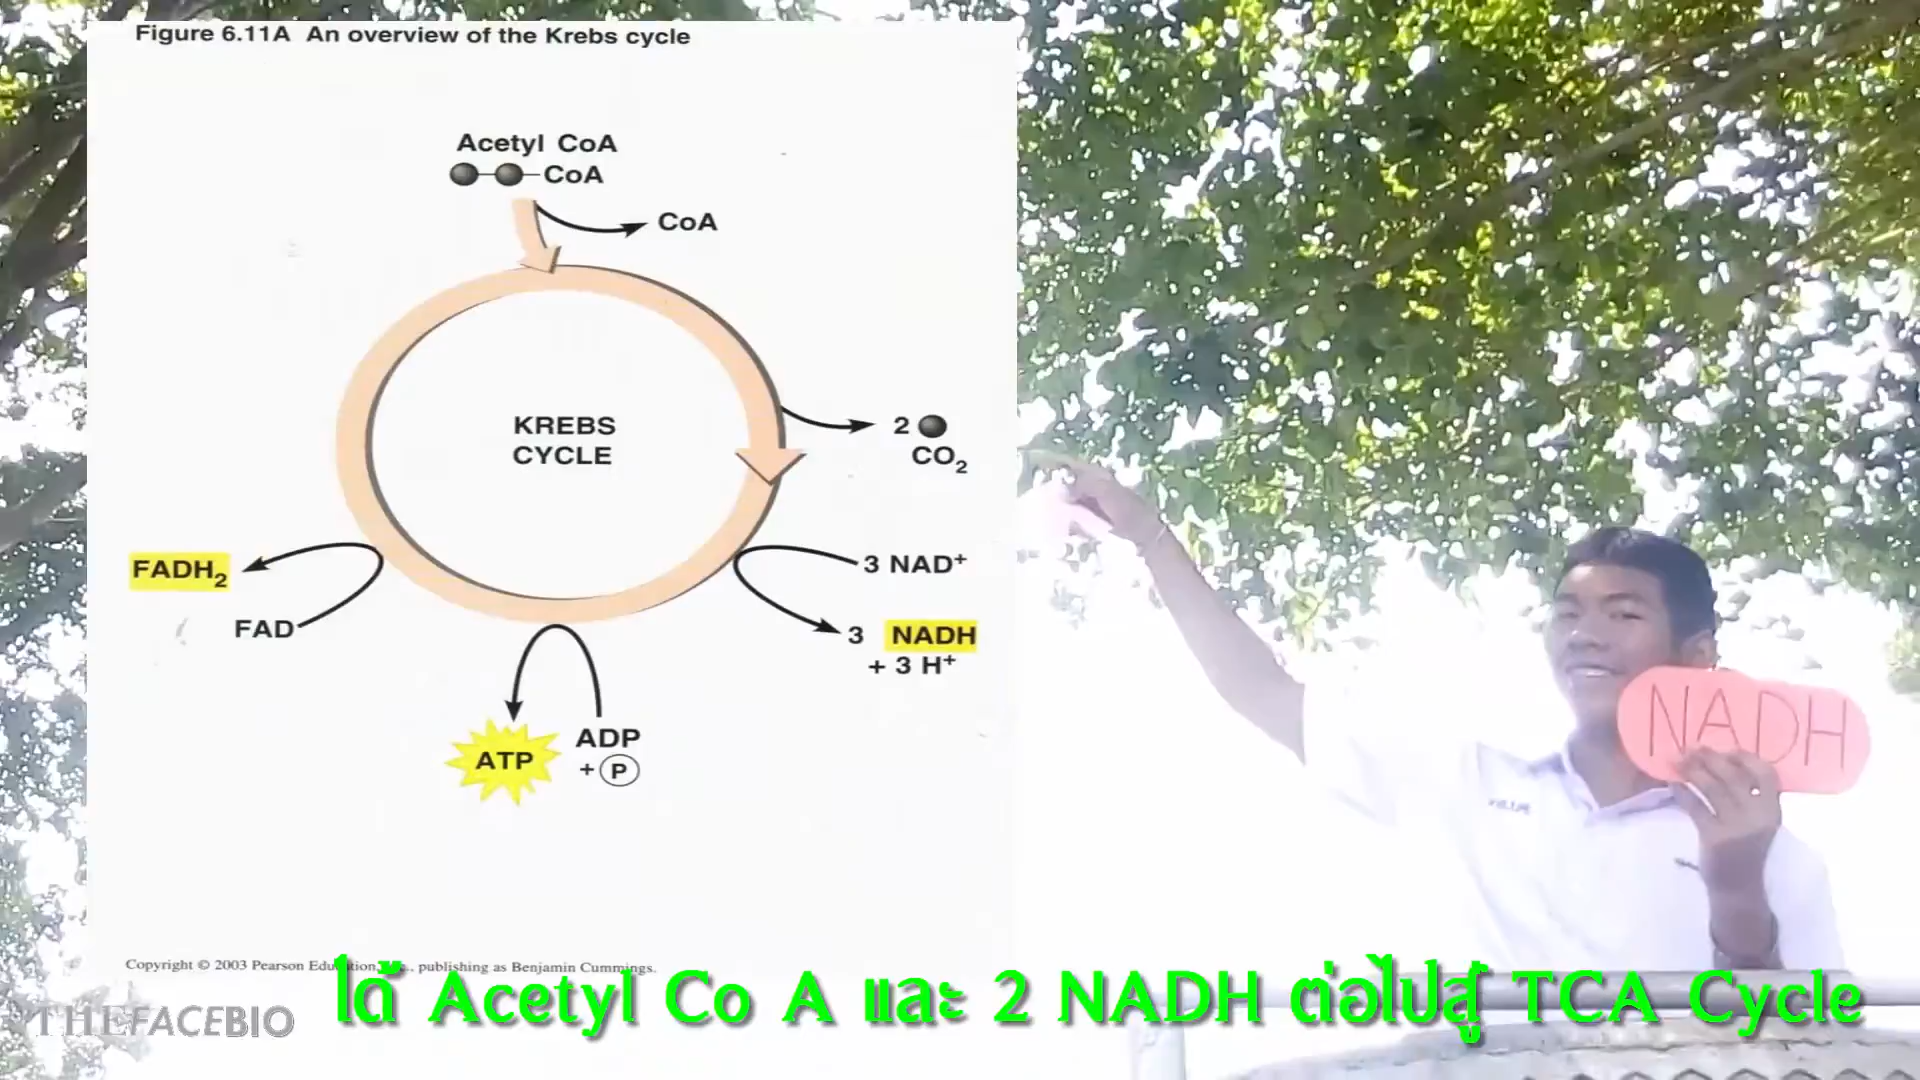 Figure 6.11A An overview of the Krebs cycle
Acetyl CoA
CoA
CoA
KREBS
CYCLE
2
CO₂
3 NAD⁺
3 NADH
+ 3 H⁺
FADH₂
FAD
ATP
ADP
+ P
NADH
Copyright © 2003 Pearson Education, publishing as Benjamin Cummings.
THEFACEBIO
ได้ Acetyl Co A และ 2 NADH ต่อไปสู่ TCA Cycle